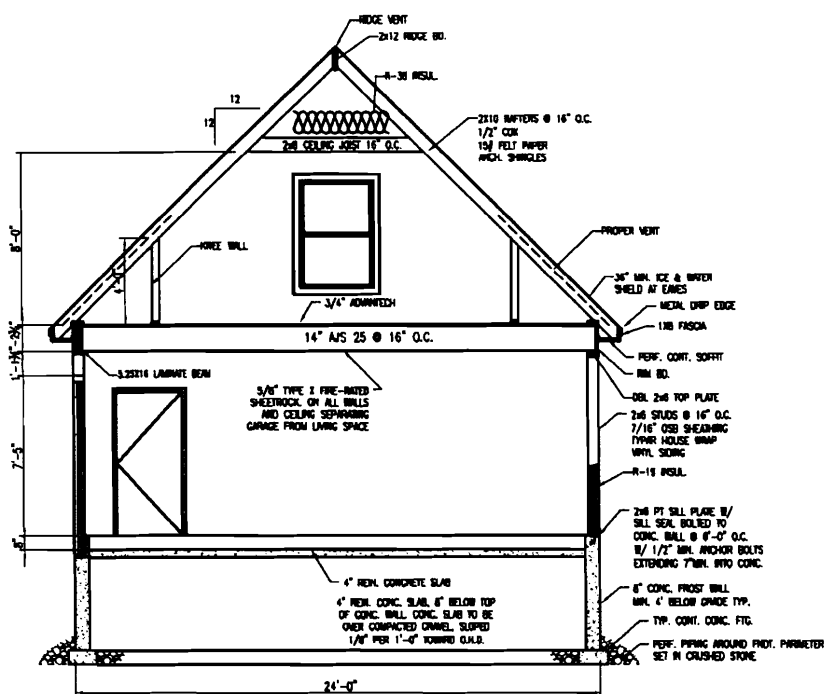 RIDGE VENT
2x12 RIDGE BD.
R-38 INSUL.
12
12
2X10 RAFTERS @ 16" O.C.
1/2" CDX
15# FELT PAPER
ARCH. SHINGLES
2x8 CEILING JOIST 16" O.C.
8'-0"
PROPER VENT
KNEE WALL
36" MIN. ICE & WATER
SHIELD AT EAVES
3/4" ADVANTECH
METAL DRIP EDGE
1X8 FASCIA
14" AJS 25 @ 16" O.C.
PERF. CONT. SOFFIT
RIM BD.
5.25X16 LAMINATE BEAM
5/8" TYPE X FIRE-RATED
SHEETROCK. ON ALL WALLS
AND CEILING SEPARATING
GARAGE FROM LIVING SPACE
DBL 2x6 TOP PLATE
2x6 STUDS @ 16" O.C.
7/16" OSB SHEATHING
TYPAR HOUSE WRAP
VINYL SIDING
7'-5"
R-19 INSUL.
2x6 PT SILL PLATE W/
SILL SEAL BOLTED TO
CONC. WALL @ 6'-0" O.C.
W/ 1/2" MIN. ANCHOR BOLTS
EXTENDING 7"MIN. INTO CONC.
8"
4" REIN. CONCRETE SLAB
4" REIN. CONC. SLAB, 8" BELOW TOP
OF CONC. WALL. CONC. SLAB TO BE
OVER COMPACTED GRAVEL, SLOPED
1/8" PER 1'-0" TOWARD O.H.D.
8" CONC. FROST WALL
MIN. 4' BELOW GRADE TYP.
TYP. CONT. CONC. FTG.
PERF. PIPING AROUND FNDT. PARIMETER
SET IN CRUSHED STONE
24'-0"